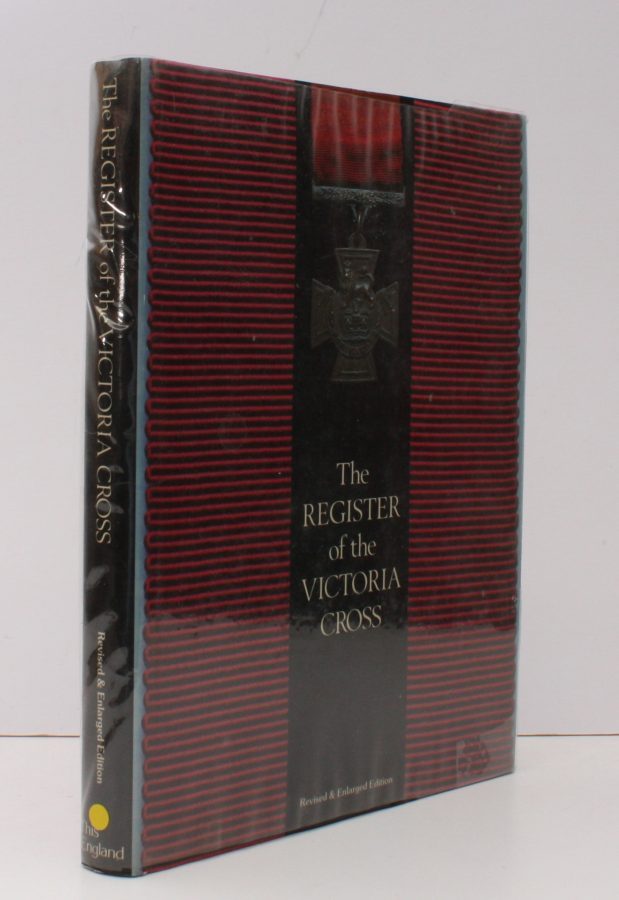 The REGISTER of the VICTORIA CROSS
Revised & Enlarged Edition
This
England
The
REGISTER
of the
VICTORIA
CROSS
Revised & Enlarged Edition